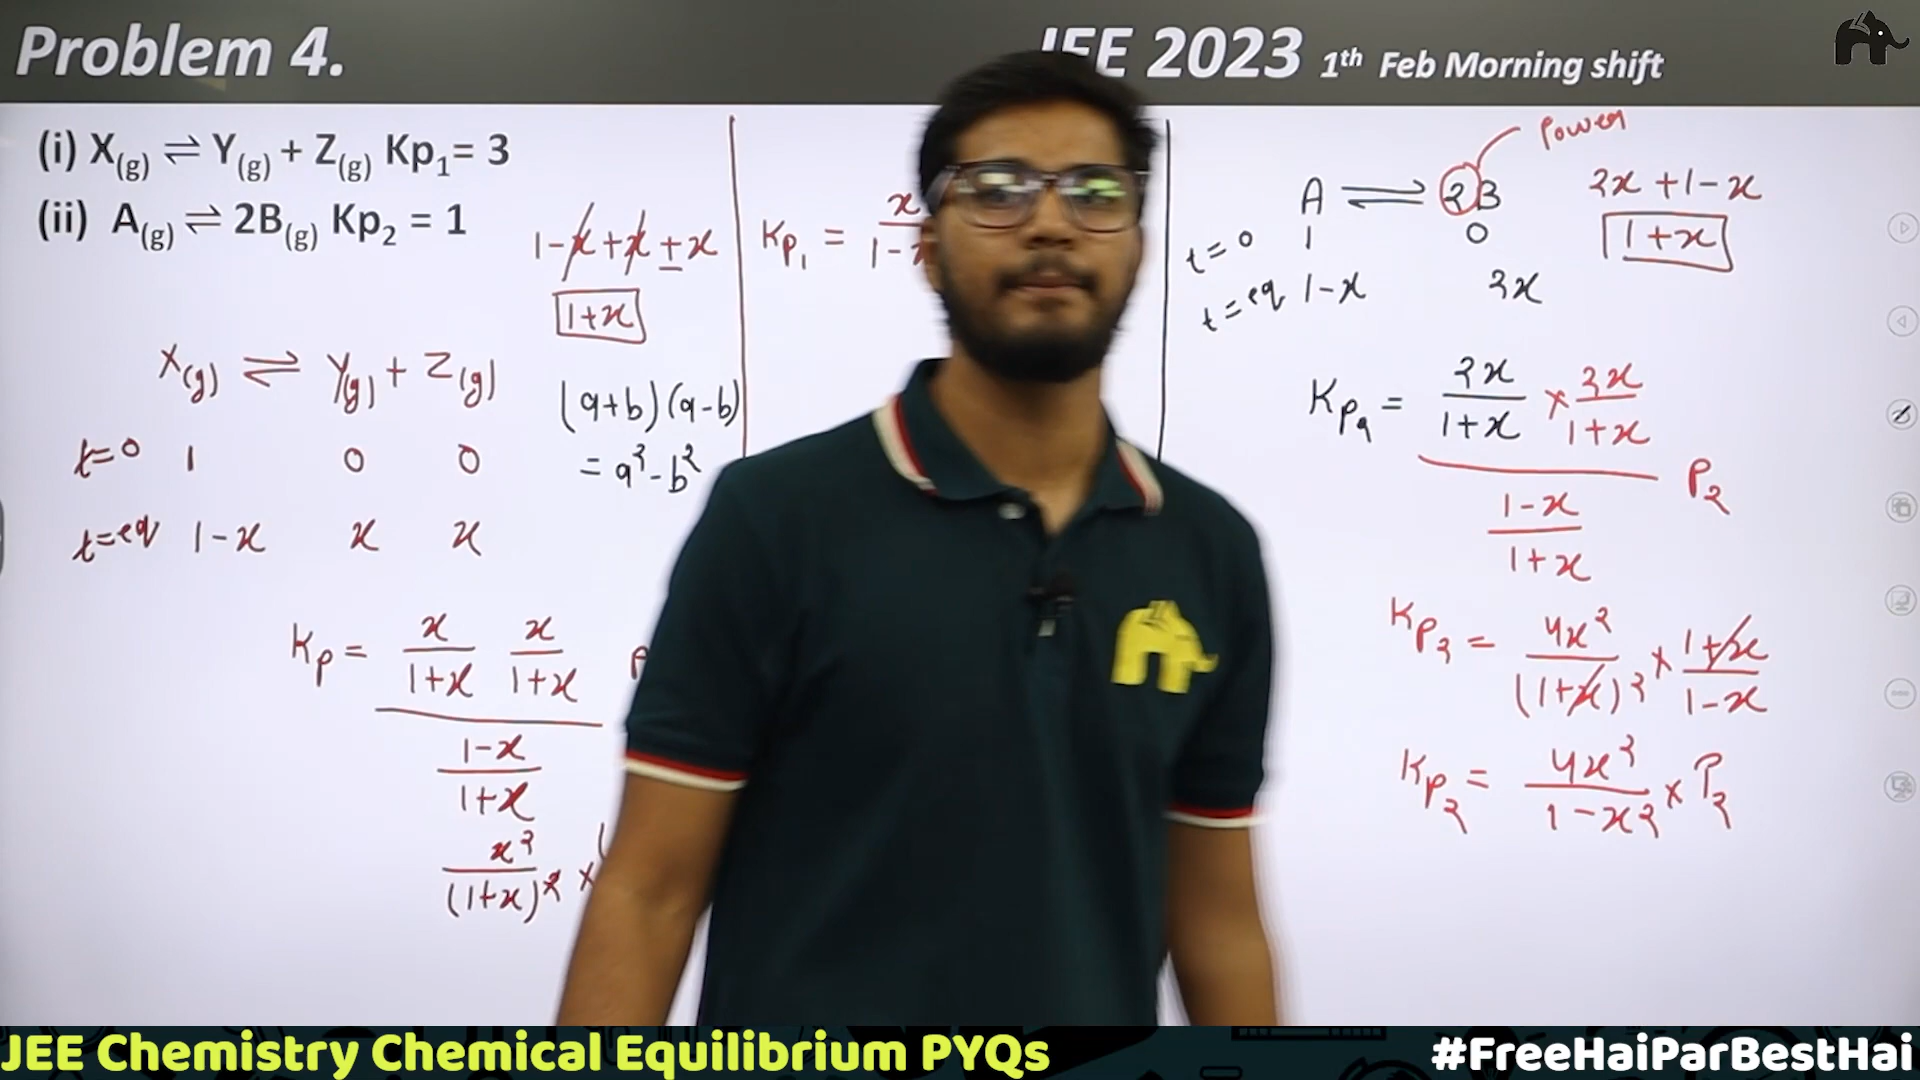 Problem 4.
JEE 2023 1th Feb Morning shift
(i) X(g) ⇌ Y(g) + Z(g) Kp1 = 3
(ii) A(g) ⇌ 2B(g) Kp2 = 1
1-x+x+x
1+x
X(g) ⇌ Y(g) + Z(g)
t=0 1 0 0
t=eq 1-x x x
(a+b)(a-b)
= a²-b²
Kp = x/1+x x/1+x
1-x/1+x
x²/(1+x)² ×
Kp1 = x
1-
Power
A ⇌ 2B
t=0 1 0
t=eq 1-x 2x
2x+1-x
1+x
Kp2 = 2x/1+x × 2x/1+x
P2
1-x/1+x
Kp2 = 4x²/(1+x)2 × 1+x/1-x
Kp2 = 4x²/1-x2 × P2
JEE Chemistry Chemical Equilibrium PYQs
#FreeHaiParBestHai